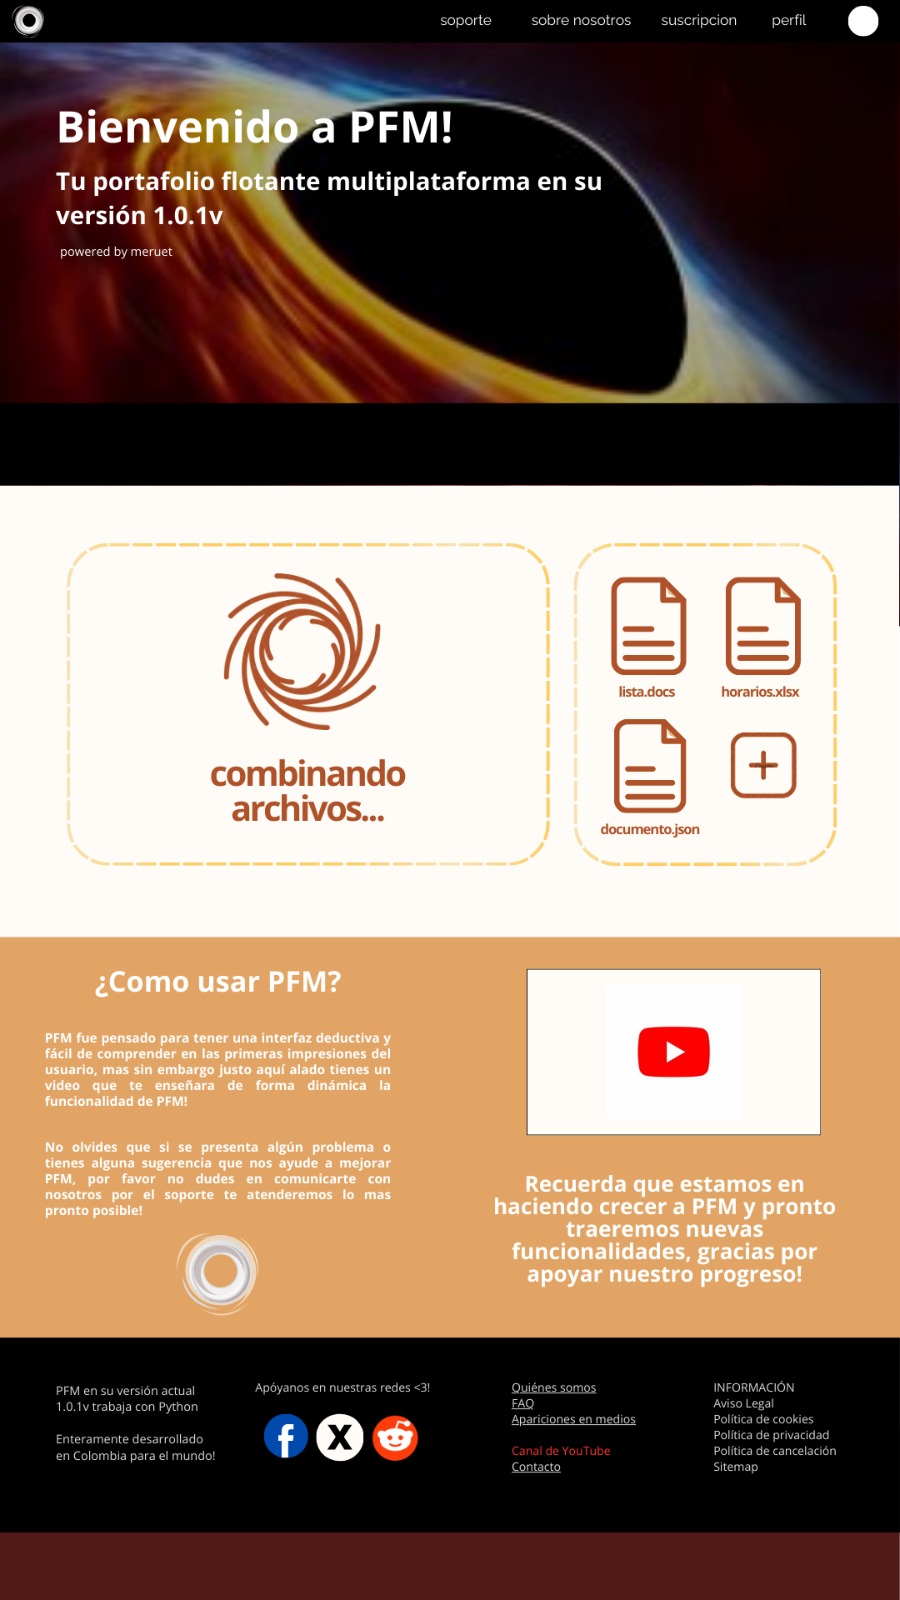 soporte sobre nosotros suscripcion perfil
Bienvenido a PFM!
Tu portafolio flotante multiplataforma en su
versión 1.0.1v
powered by meruet
combinando
archivos...
lista.docs
horarios.xlsx
documento.json
¿Como usar PFM?
PFM fue pensado para tener una interfaz deductiva y
fácil de comprender en las primeras impresiones del
usuario, mas sin embargo justo aquí alado tienes un
video que te enseñara de forma dinámica la
funcionalidad de PFM!
No olvides que si se presenta algún problema o
tienes alguna sugerencia que nos ayude a mejorar
PFM, por favor no dudes en comunicarte con
nosotros por el soporte te atenderemos lo mas
pronto posible!
Recuerda que estamos en
haciendo crecer a PFM y pronto
traeremos nuevas
funcionalidades, gracias por
apoyar nuestro progreso!
PFM en su versión actual
1.0.1v trabaja con Python
Enteramente desarrollado
en Colombia para el mundo!
Apóyanos en nuestras redes <3!
f X
Quiénes somos
FAQ
Apariciones en medios
Canal de YouTube
Contacto
INFORMACIÓN
Aviso Legal
Política de cookies
Política de privacidad
Política de cancelación
Sitemap